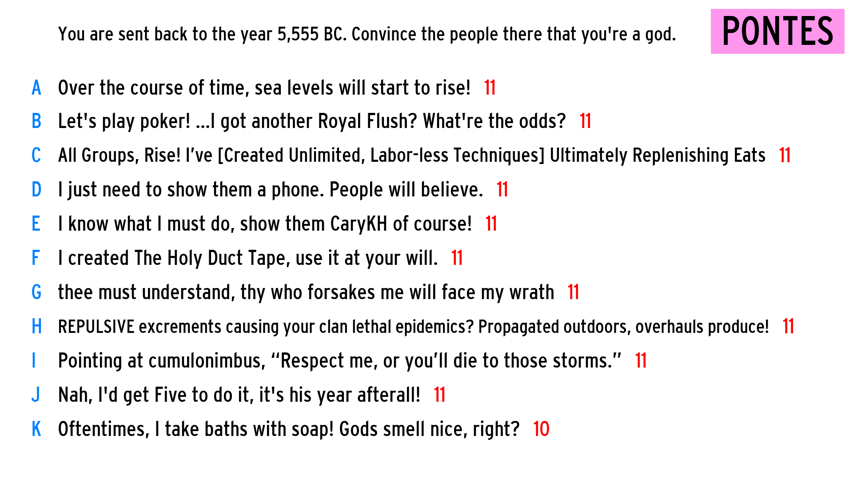 You are sent back to the year 5,555 BC. Convince the people there that you're a god.
PONTES
A Over the course of time, sea levels will start to rise! 11
B Let's play poker! ...I got another Royal Flush? What're the odds? 11
C All Groups, Rise! I've [Created Unlimited, Labor-less Techniques] Ultimately Replenishing Eats 11
D I just need to show them a phone. People will believe. 11
E I know what I must do, show them CaryKH of course! 11
F I created The Holy Duct Tape, use it at your will. 11
G thee must understand, thy who forsakes me will face my wrath 11
H REPULSIVE excrements causing your clan lethal epidemics? Propagated outdoors, overhauls produce! 11
I Pointing at cumulonimbus, “Respect me, or you’ll die to those storms.” 11
J Nah, I'd get Five to do it, it's his year afterall! 11
K Oftentimes, I take baths with soap! Gods smell nice, right? 10